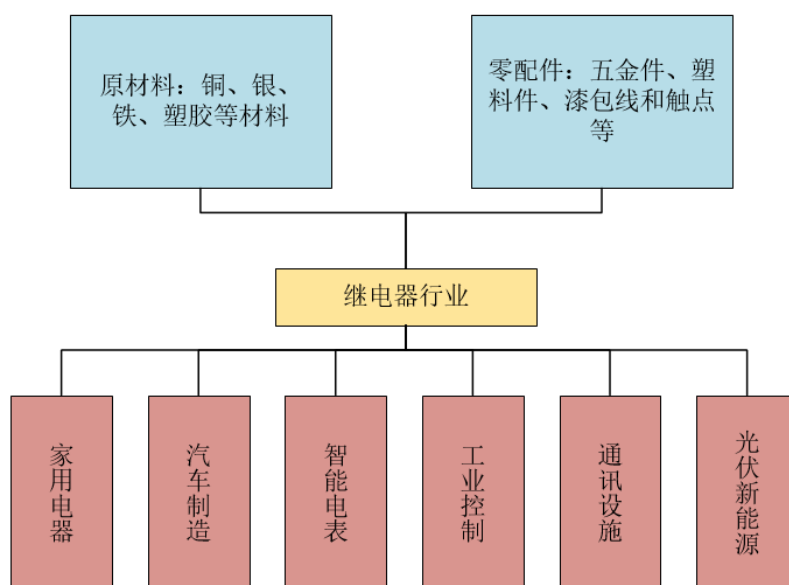 原材料：铜、银、
铁、塑胶等材料
零配件：五金件、塑
料件、漆包线和触点
等
继电器行业
家用电器
汽车制造
智能电表
工业控制
通讯设施
光伏新能源